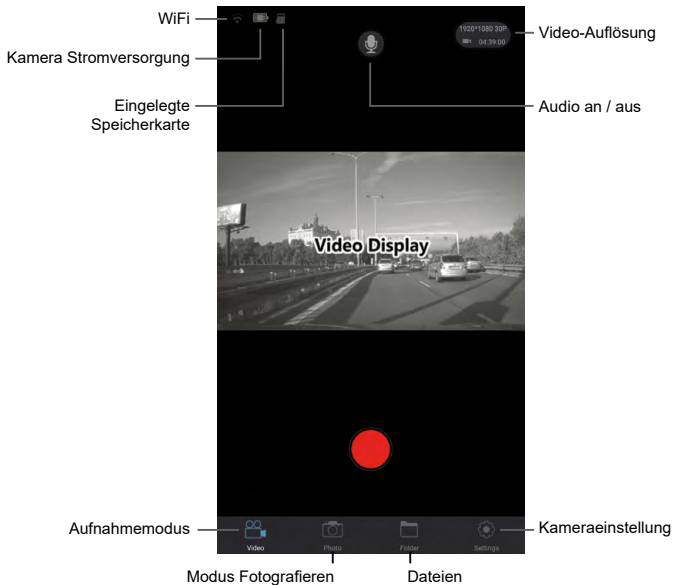 WiFi
Kamera Stromversorgung
Eingelegte
Speicherkarte
1920*1080 30P
04:39:00
Video-Auflösung
Audio an / aus
Video Display
Aufnahmemodus
Video
Photo
Folder
Settings
Kameraeinstellung
Modus Fotografieren
Dateien